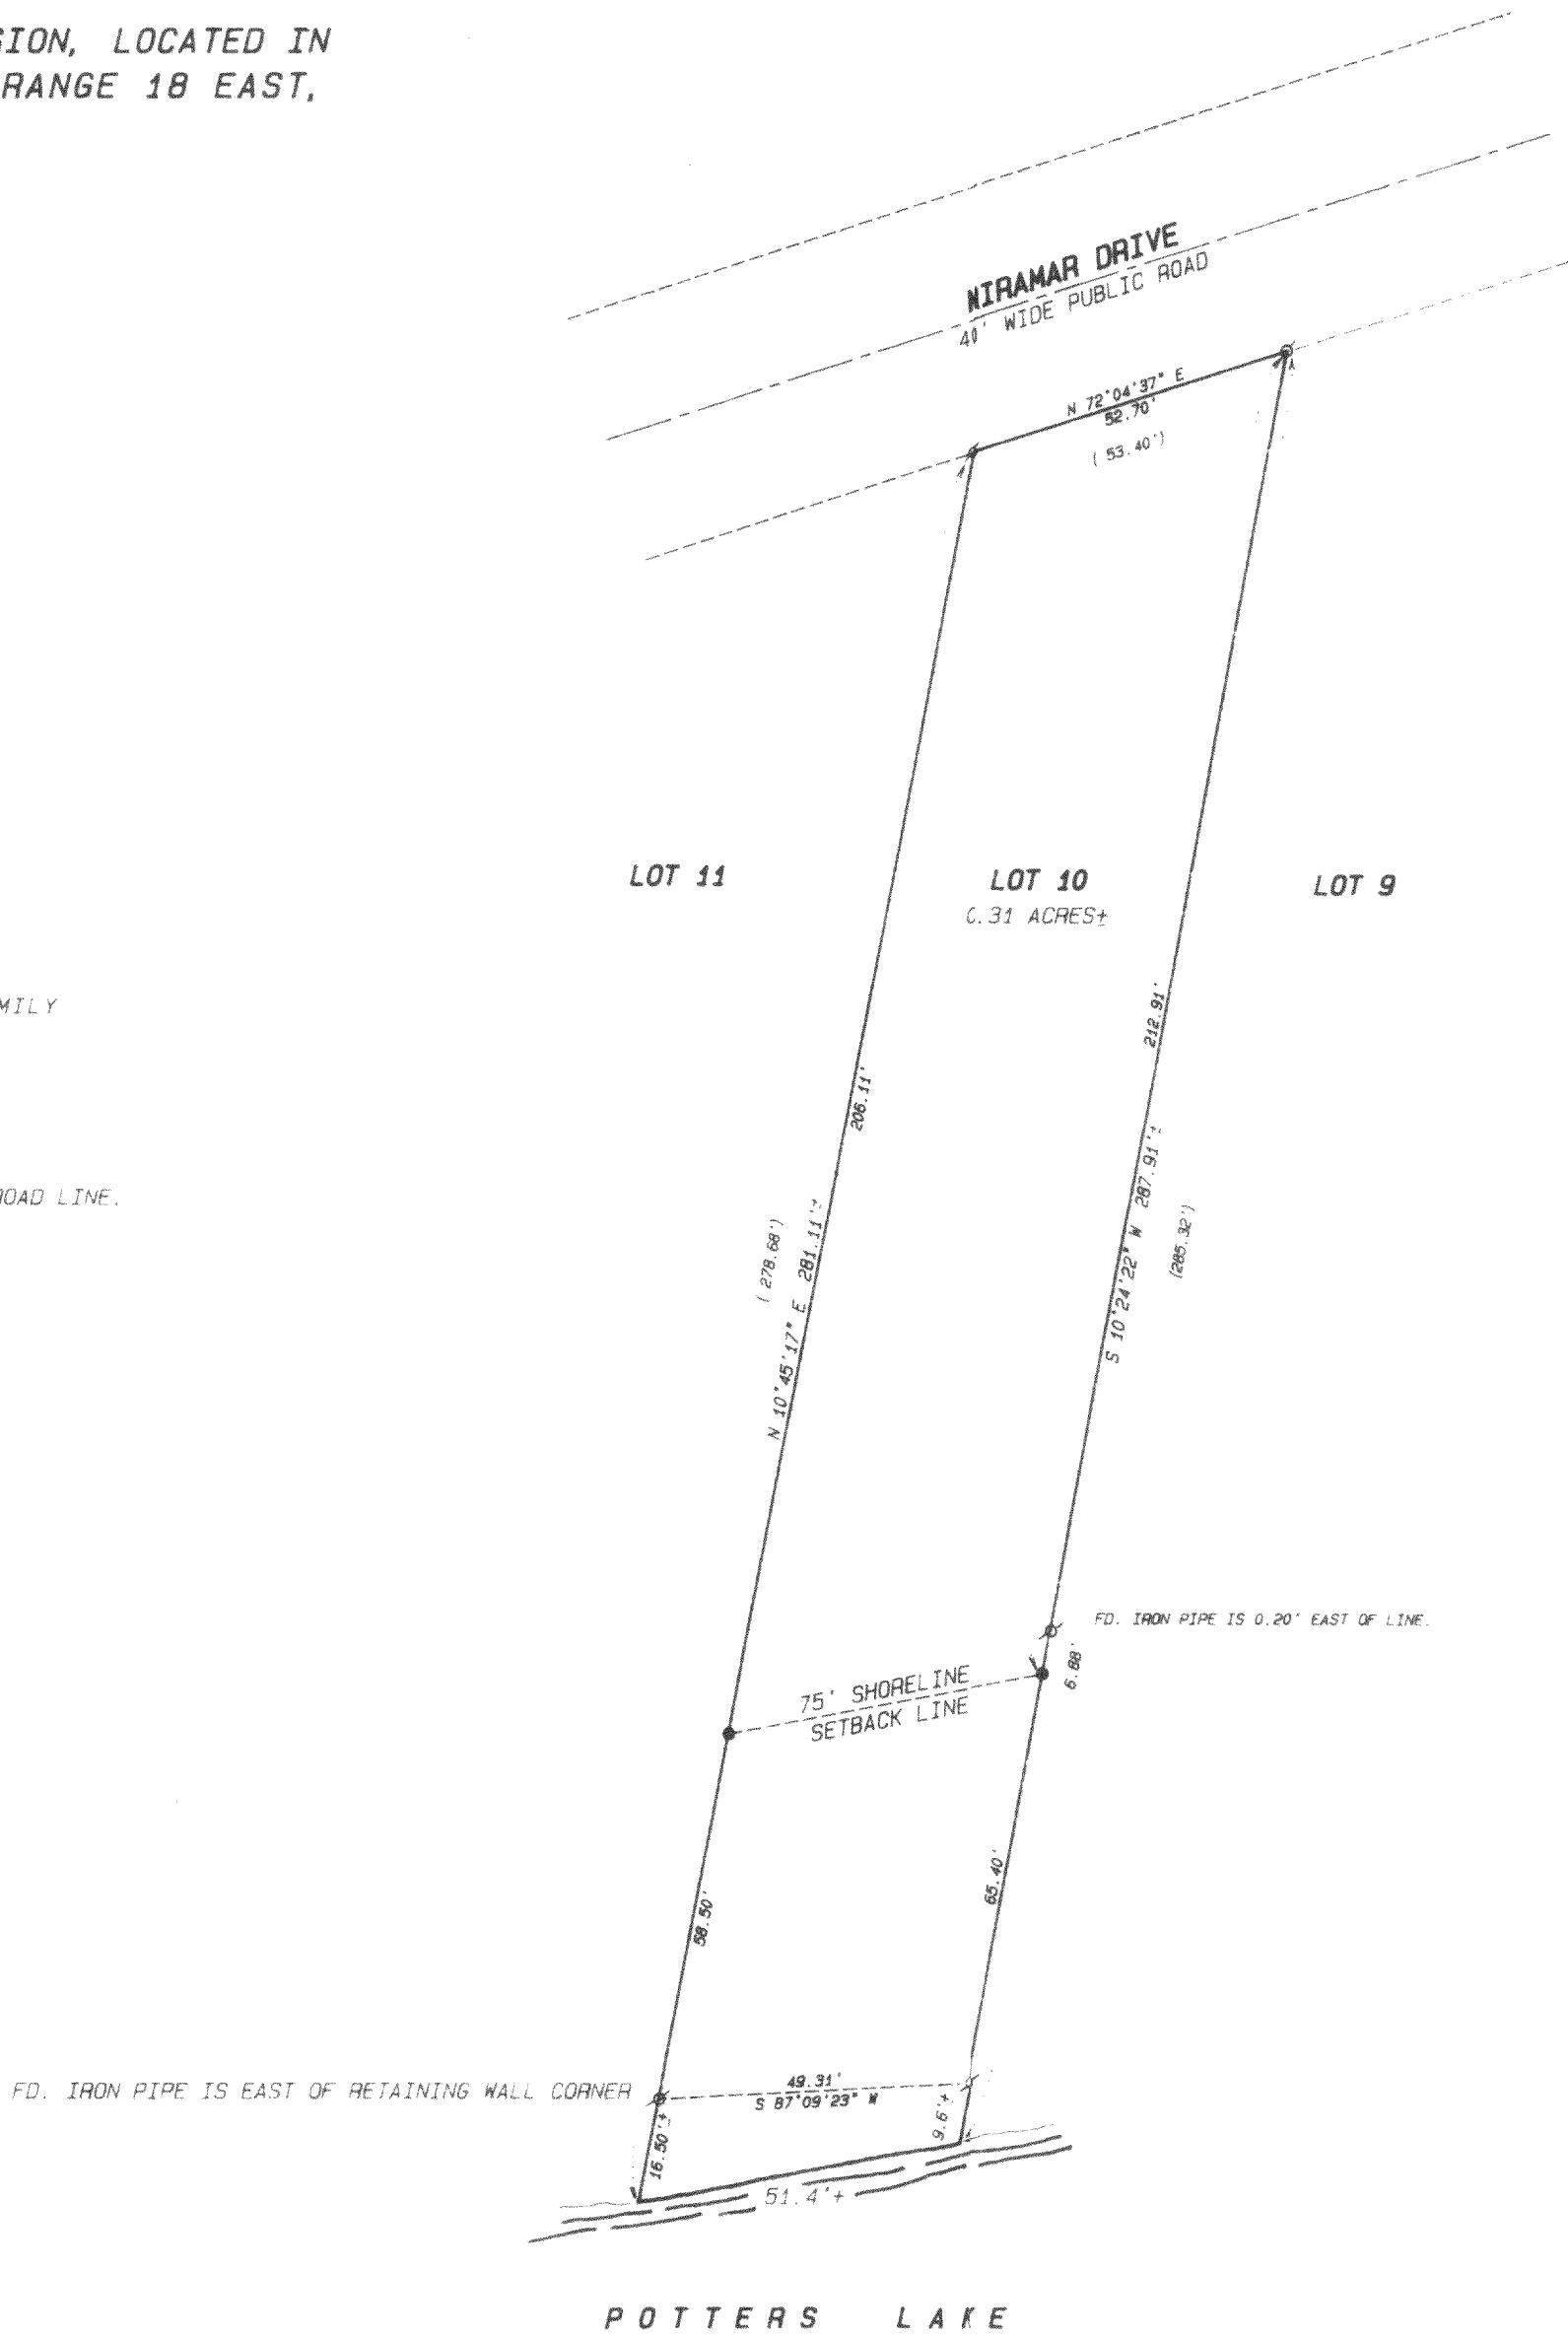 SION, LOCATED IN
RANGE 18 EAST,
MIRAMAR DRIVE
40' WIDE PUBLIC ROAD
N 72°04'37" E
52.70'
( 53.40')
LOT 11
LOT 10
0.31 ACRES±
LOT 9
MILY
212.91'
206.11'
ROAD LINE.
(278.68')
N 10°45'17" E 281.11'±
S 10°24'22" W 287.91'±
(285.32')
FD. IRON PIPE IS 0.20' EAST OF LINE.
6.88'
75' SHORELINE
SETBACK LINE
65.40'
58.50'
FD. IRON PIPE IS EAST OF RETAINING WALL CORNER
49.31'
S 87°09'23" W
16.50'±
9.6'±
51.4'±
POTTERS LAKE